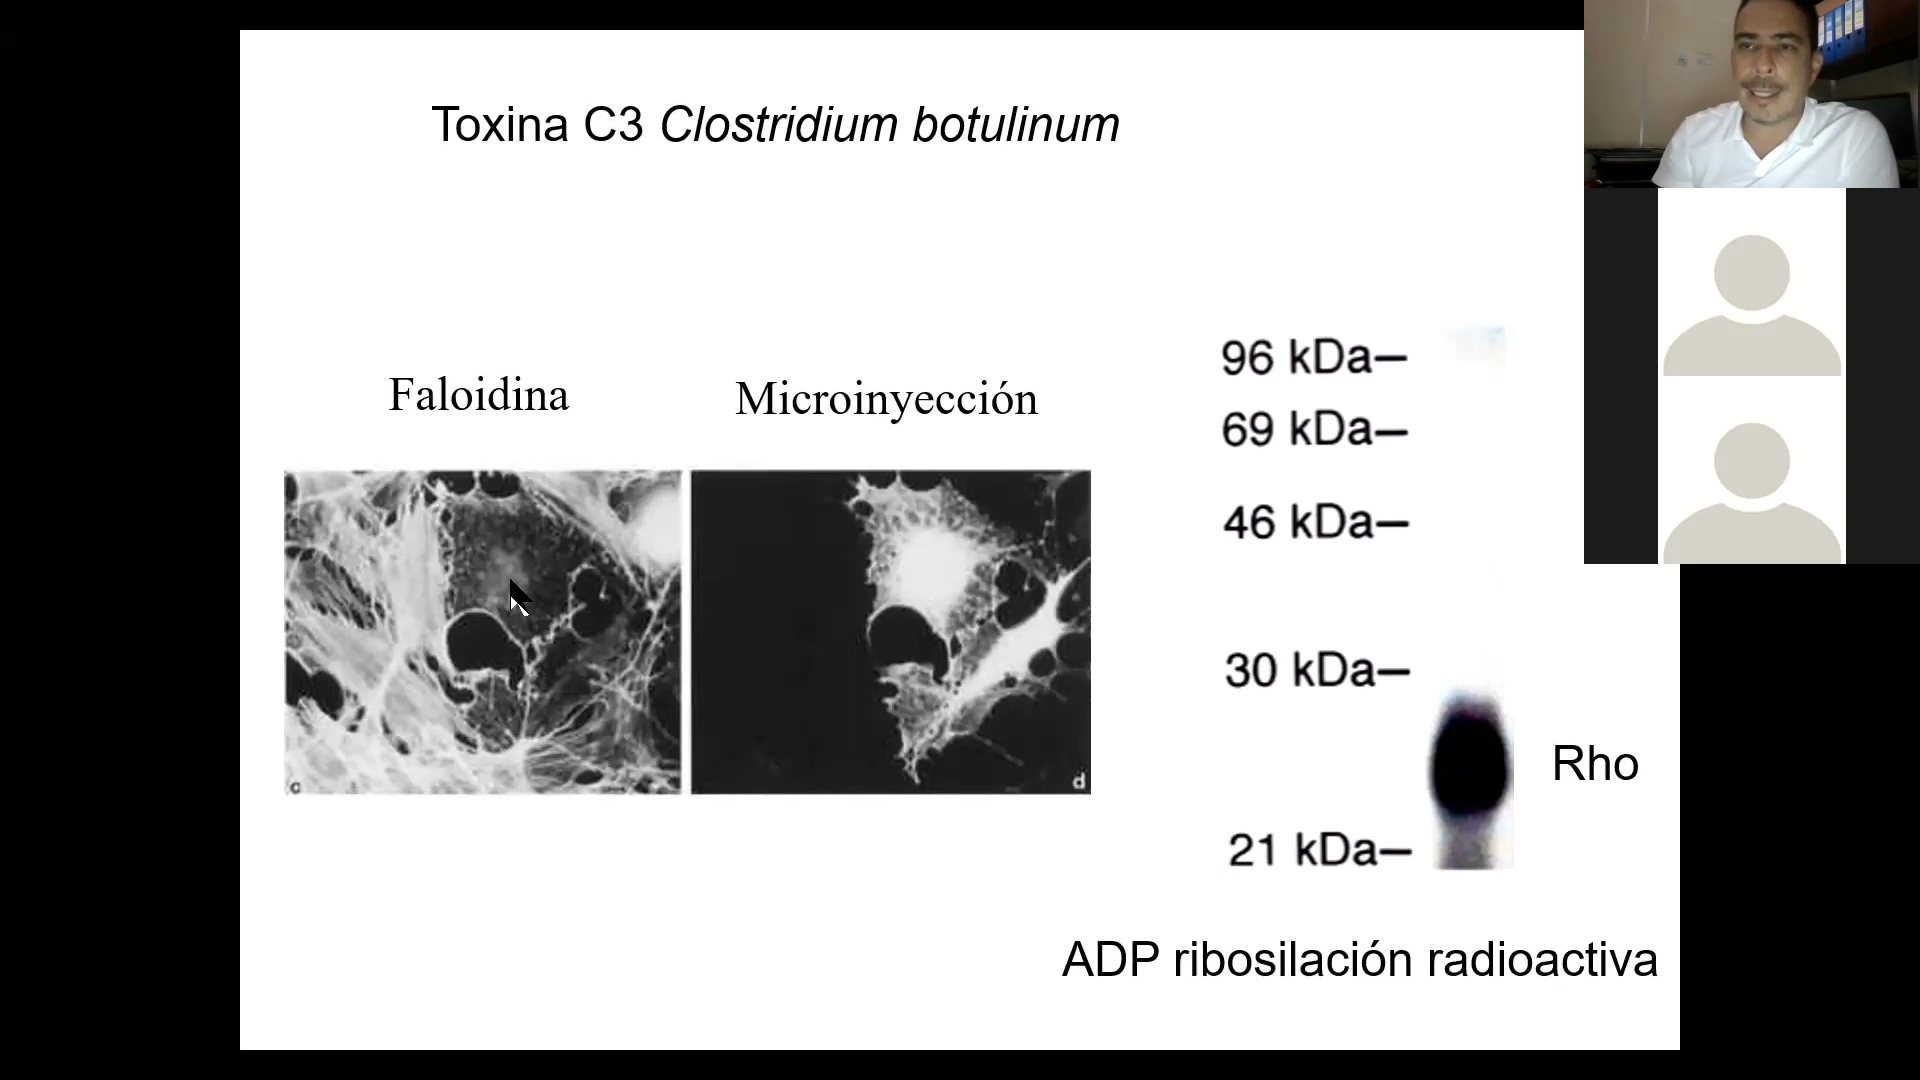 Toxina C3 Clostridium botulinum
Faloidina
Microinyección
96 kDa–
69 kDa–
46 kDa–
30 kDa–
Rho
21 kDa–
c
d
ADP ribosilación radioactiva